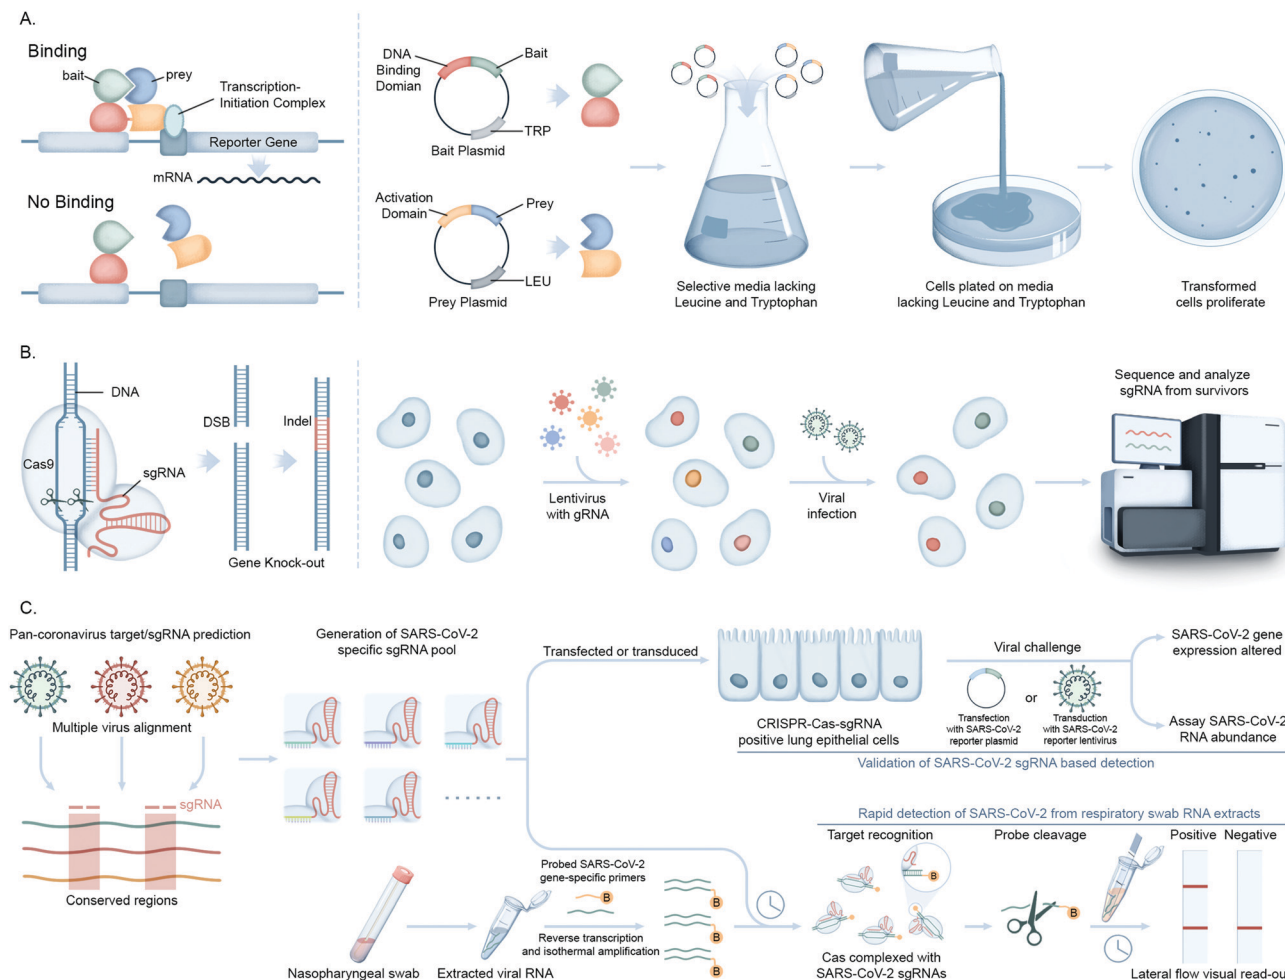 A.
Binding
bait
prey
Transcription-
Initiation Complex
Reporter Gene
mRNA
No Binding
DNA
Binding
Domian
Bait
TRP
Bait Plasmid
Activation
Domain
Prey
LEU
Prey Plasmid
Selective media lacking
Leucine and Tryptophan
Cells plated on media
lacking Leucine and Tryptophan
Transformed
cells proliferate
B.
DNA
Cas9
sgRNA
DSB
Indel
Gene Knock-out
Lentivirus
with gRNA
Viral
infection
Sequence and analyze
sgRNA from survivors
C.
Pan-coronavirus target/sgRNA prediction
Multiple virus alignment
sgRNA
Conserved regions
Generation of SARS-CoV-2
specific sgRNA pool
Transfected or transduced
CRISPR-Cas-sgRNA
positive lung epithelial cells
Viral challenge
or
Transfection
with SARS-CoV-2
reporter plasmid
Transduction
with SARS-CoV-2
reporter lentivirus
SARS-CoV-2 gene
expression altered
Assay SARS-CoV-2
RNA abundance
Validation of SARS-CoV-2 sgRNA based detection
Rapid detection of SARS-CoV-2 from respiratory swab RNA extracts
Nasopharyngeal swab
Extracted viral RNA
Probed SARS-CoV-2
gene-specific primers
B
Reverse transcription
and isothermal amplification
B
B
B
Target recognition
B
Cas complexed with
SARS-CoV-2 sgRNAs
Probe cleavage
B
Positive
Negative
Lateral flow visual read-out